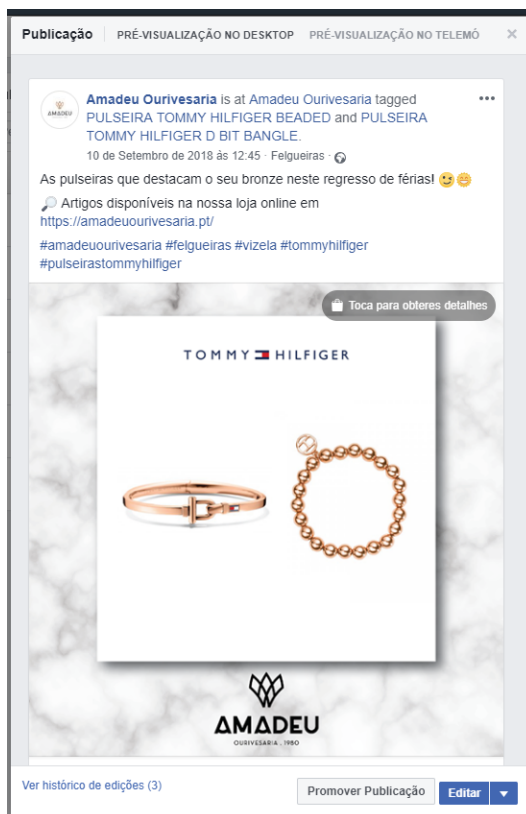 Publicação PRÉ-VISUALIZAÇÃO NO DESKTOP PRÉ-VISUALIZAÇÃO NO TELEMÓ ×
AMADEU
Amadeu Ourivesaria is at Amadeu Ourivesaria tagged
PULSEIRA TOMMY HILFIGER BEADED and PULSEIRA
TOMMY HILFIGER D BIT BANGLE.
10 de Setembro de 2018 às 12:45 · Felgueiras ·
As pulseiras que destacam o seu bronze neste regresso de férias! 😉😊
🔎 Artigos disponíveis na nossa loja online em
https://amadeuourivesaria.pt/
#amadeuourivesaria #felgueiras #vizela #tommyhilfiger
#pulseirastommyhilfiger
Toca para obteres detalhes
TOMMY HILFIGER
AMADEU
OURIVESARIA . 1980
Ver histórico de edições (3)
Promover Publicação
Editar